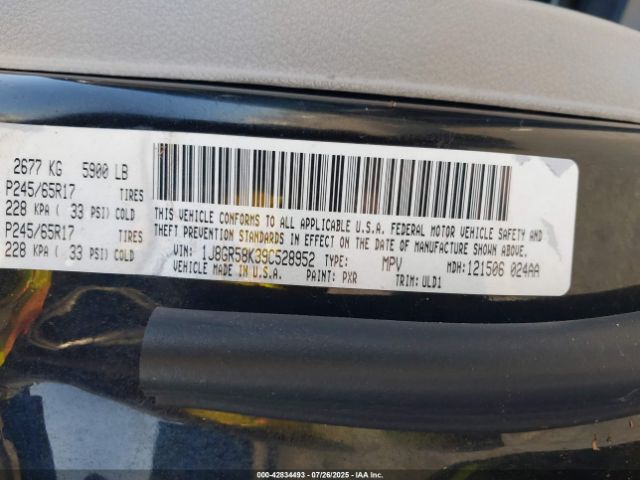 2677 KG 5900 LB
P245/65R17 TIRES
228 KPA ( 33 PSI) COLD
P245/65R17 TIRES
228 KPA ( 33 PSI) COLD
THIS VEHICLE CONFORMS TO ALL APPLICABLE U.S.A. FEDERAL MOTOR VEHICLE SAFETY AND
THEFT PREVENTION STANDARDS IN EFFECT ON THE DATE OF MANUFACTURE SHOWN ABOVE.
VIN: 1J8GR58K39C528952 TYPE: MPV MDH: 121506 024AA
VEHICLE MADE IN U.S.A. PAINT: PXR TRIM: ULD1
000-42834493 - 07/26/2025 - IAAI.COM